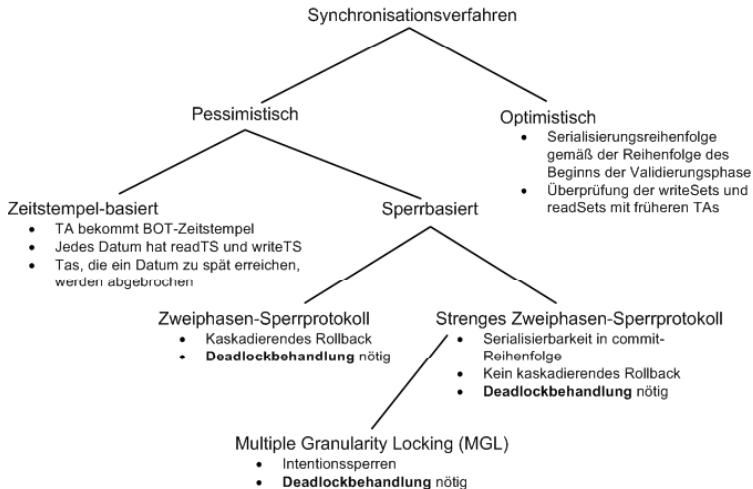 Synchronisationsverfahren
Pessimistisch
Optimistisch
• Serialisierungsreihenfolge
gemäß der Reihenfolge des
Beginns der Validierungsphase
• Überprüfung der writeSets und
readSets mit früheren TAs
Zeitstempel-basiert
• TA bekommt BOT-Zeitstempel
• Jedes Datum hat readTS und writeTS
• Tas, die ein Datum zu spät erreichen,
werden abgebrochen
Sperrbasiert
Zweiphasen-Sperrprotokoll
• Kaskadierendes Rollback
• Deadlockbehandlung nötig
Strenges Zweiphasen-Sperrprotokoll
• Serialisierbarkeit in commit-
Reihenfolge
• Kein kaskadierendes Rollback
• Deadlockbehandlung nötig
Multiple Granularity Locking (MGL)
• Intentionssperren
• Deadlockbehandlung nötig